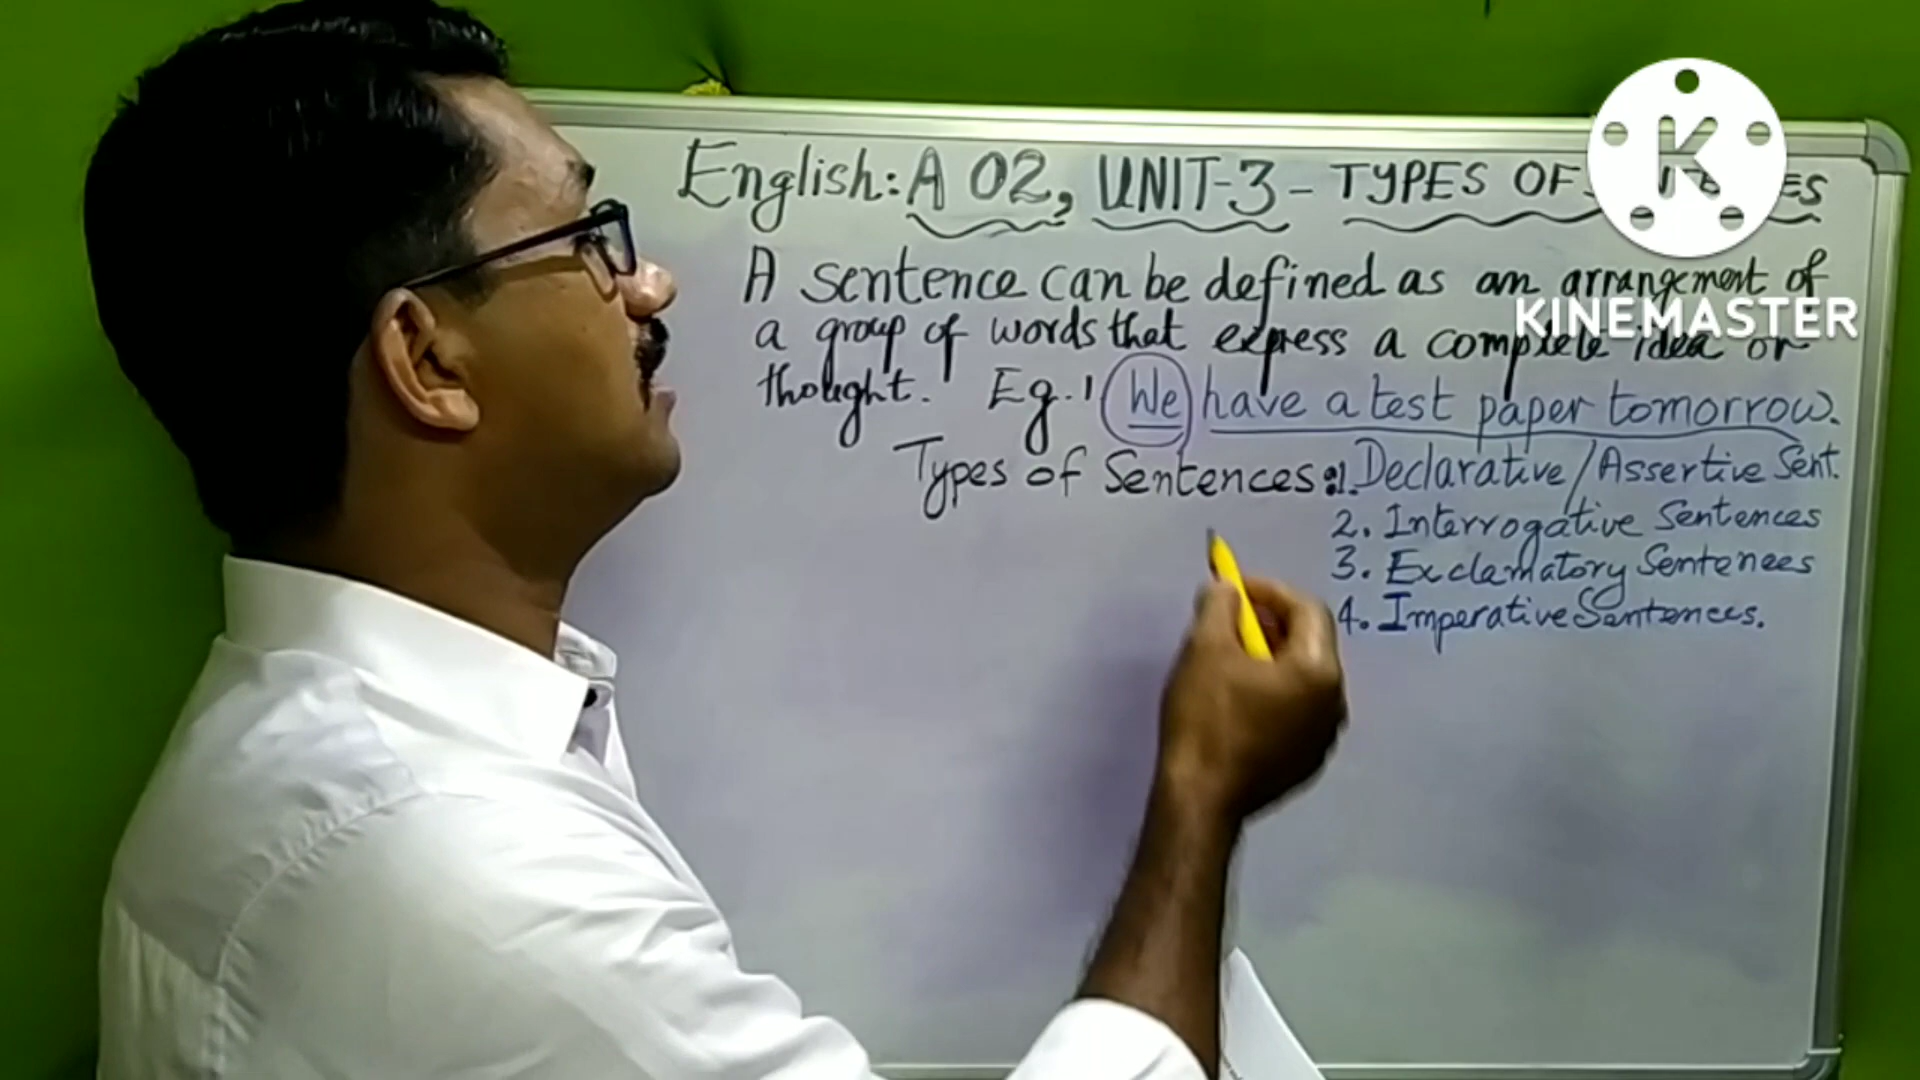 English: A 02, UNIT-3 - TYPES OF
A sentence can be defined as an arrangement of
a group of words that express a complete idea or
thought. Eg. 1 We have a test paper tomorrow.
Types of Sentences: 1. Declarative/Assertive Sent.
2. Interrogative Sentences
3. Exclamatory Sentences
4. Imperative Sentences.
K
KINEMASTER